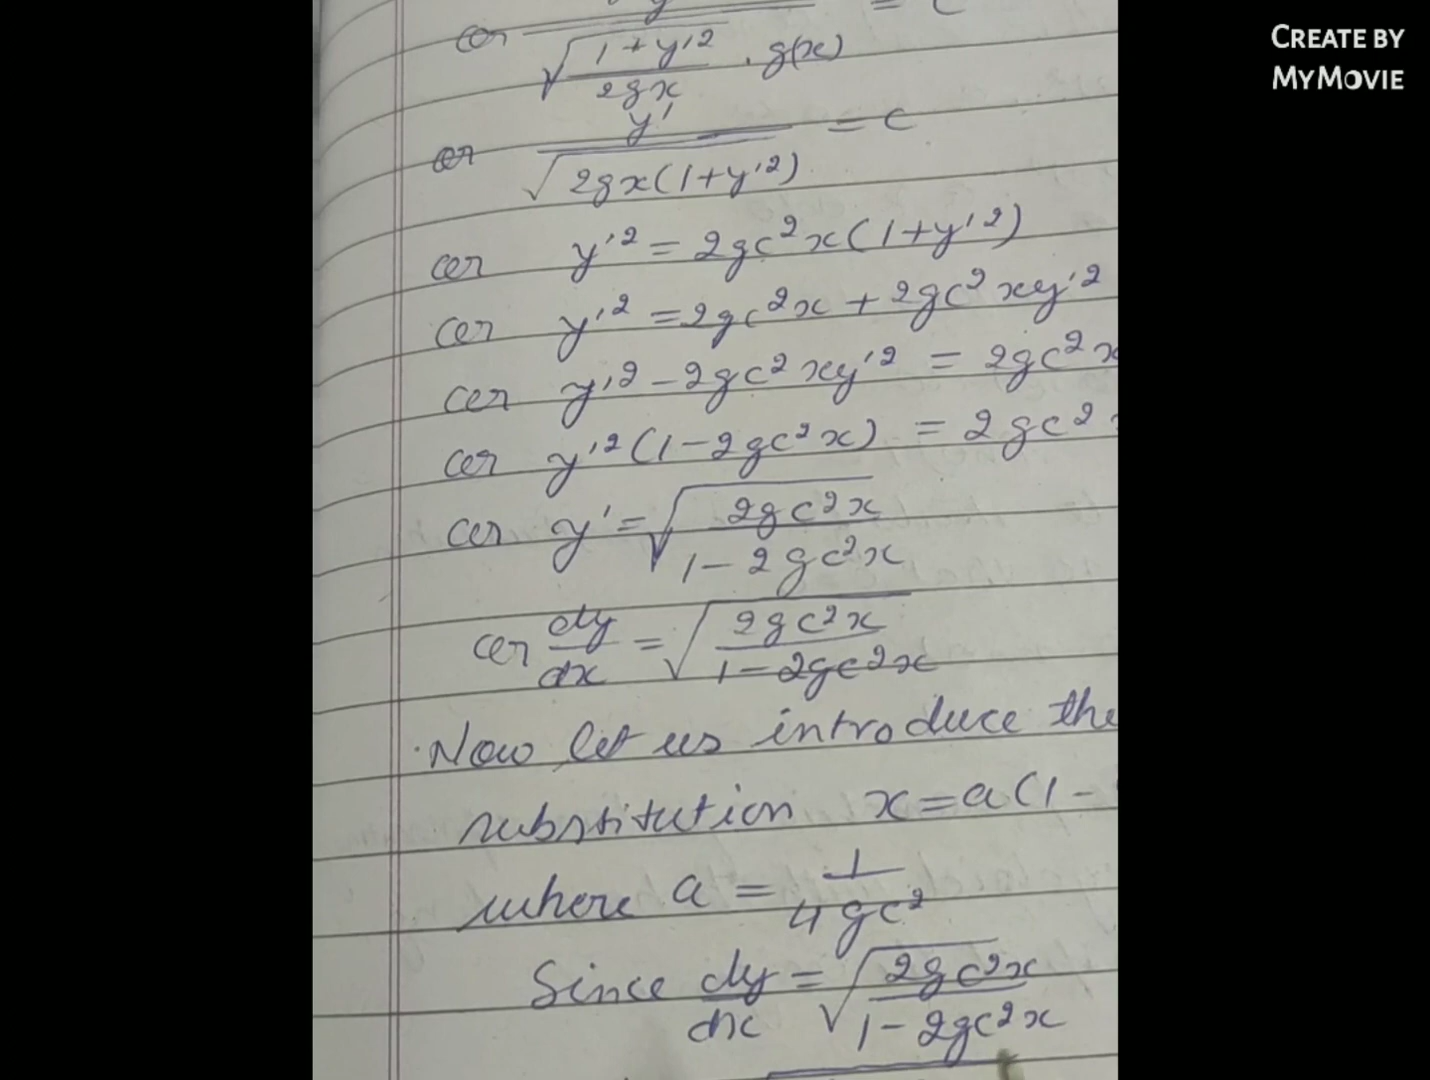 or = c
√(1+y'²/2gx) . g(x)
or y'/√(2gx(1+y'²)) = c
or y'² = 2gc²x(1+y'²)
or y'² = 2gc²x + 2gc²xy'²
or y'² - 2gc²xy'² = 2gc²x
or y'²(1-2gc²x) = 2gc²
or y' = √(2gc²x/1-2gc²x)
or dy/dx = √(2gc²x/1-2gc²x)
Now let us introduce the
substitution x = a(1-
where a = 1/4gc²
Since dy/dx = √(2gc²x/1-2gc²x)
CREATE BY
MYMOVIE